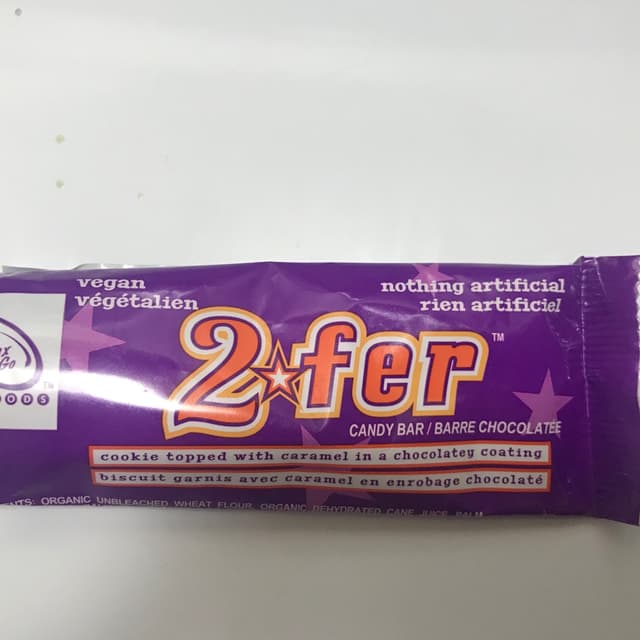 vegan
végétalien
nothing artificial
rien artificiel
2★fer™
CANDY BAR / BARRE CHOCOLATÉE
cookie topped with caramel in a chocolatey coating
biscuit garnis avec caramel en enrobage chocolaté
ORGANIC UNBLEACHED WHEAT FLOUR, ORGANIC DEHYDRATED CANE JUICE, PALM